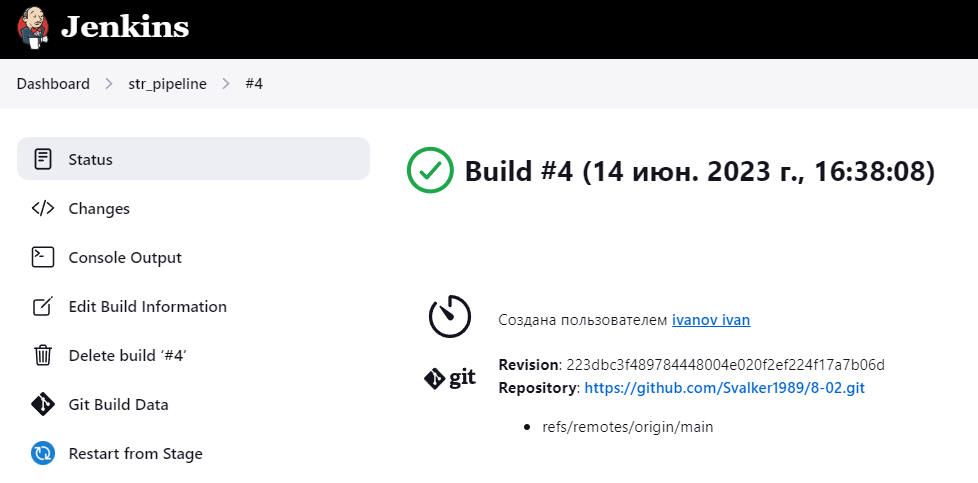 Jenkins
Dashboard > str_pipeline > #4
Status
Changes
Console Output
Edit Build Information
Delete build ‘#4’
Git Build Data
Restart from Stage
Build #4 (14 июн. 2023 г., 16:38:08)
Создана пользователем ivanov ivan
git
Revision: 223dbc3f489784448004e020f2ef224f17a7b06d
Repository: https://github.com/Svalker1989/8-02.git
• refs/remotes/origin/main